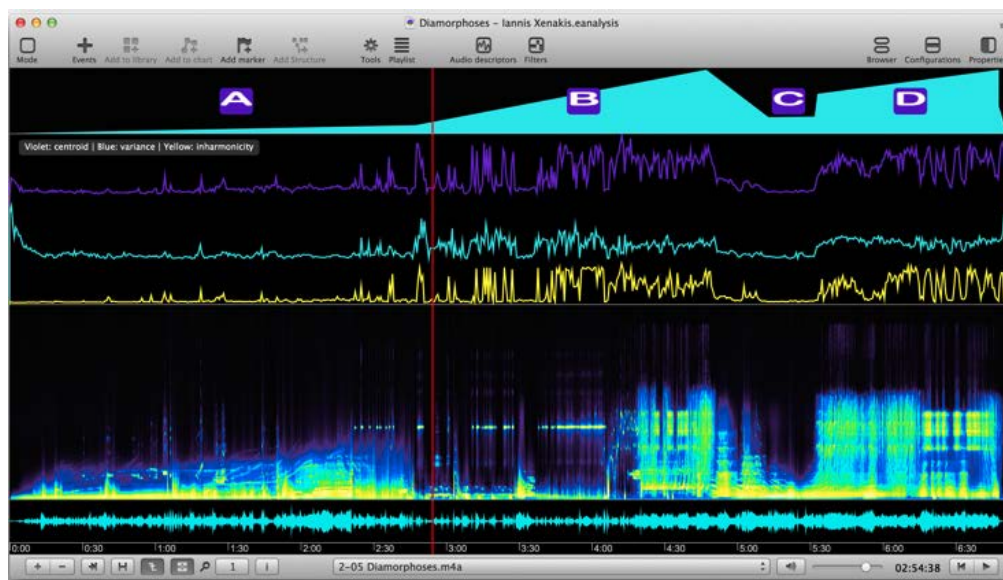 Diamorphoses – Iannis Xenakis.eanalysis
Mode Events Add to library Add to chart Add marker Add Structure Tools Playlist Audio descriptors Filters Browser Configurations Propertie
A B C D
Violet: centroid | Blue: variance | Yellow: inharmonicity
0:00 0:30 1:00 1:30 2:00 2:30 3:00 3:30 4:00 4:30 5:00 5:30 6:00 6:30
1 2-05 Diamorphoses.m4a 02:54:38